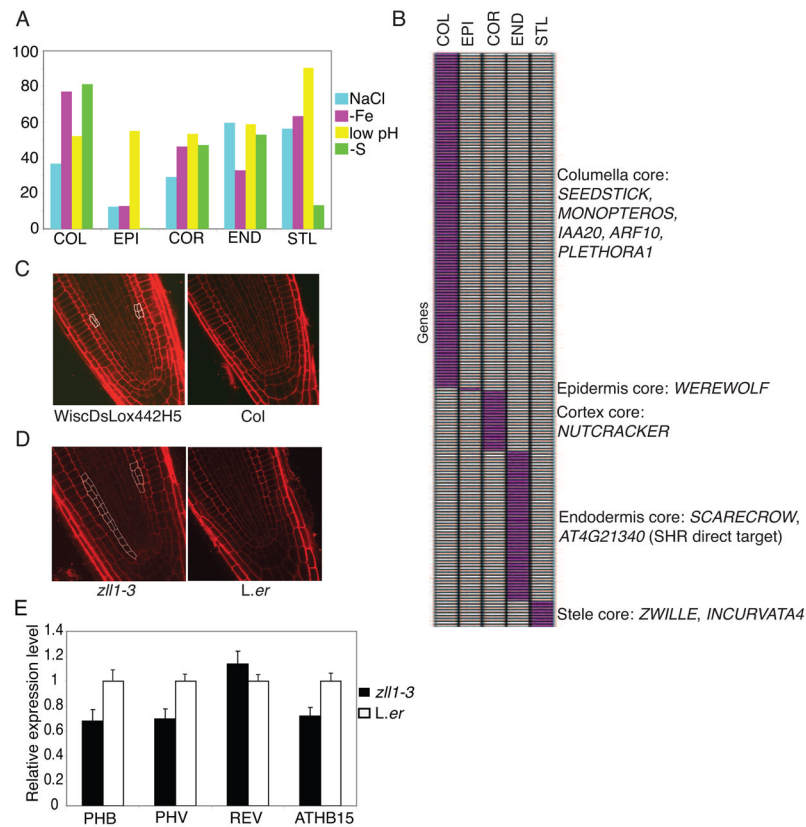 A
100
80
60
40
20
0
COL EPI COR END STL
NaCl
-Fe
low pH
-S
B
COL EPI COR END STL
Genes
Columella core:
SEEDSTICK,
MONOPTEROS,
IAA20, ARF10,
PLETHORA1
Epidermis core: WEREWOLF
Cortex core:
NUTCRACKER
Endodermis core: SCARECROW,
AT4G21340 (SHR direct target)
Stele core: ZWILLE, INCURVATA4
C
WiscDsLox442H5 Col
D
zll1-3 L.er
E
Relative expression level
1.4
1.2
1
0.8
0.6
0.4
0.2
0
PHB PHV REV ATHB15
zll1-3
L.er